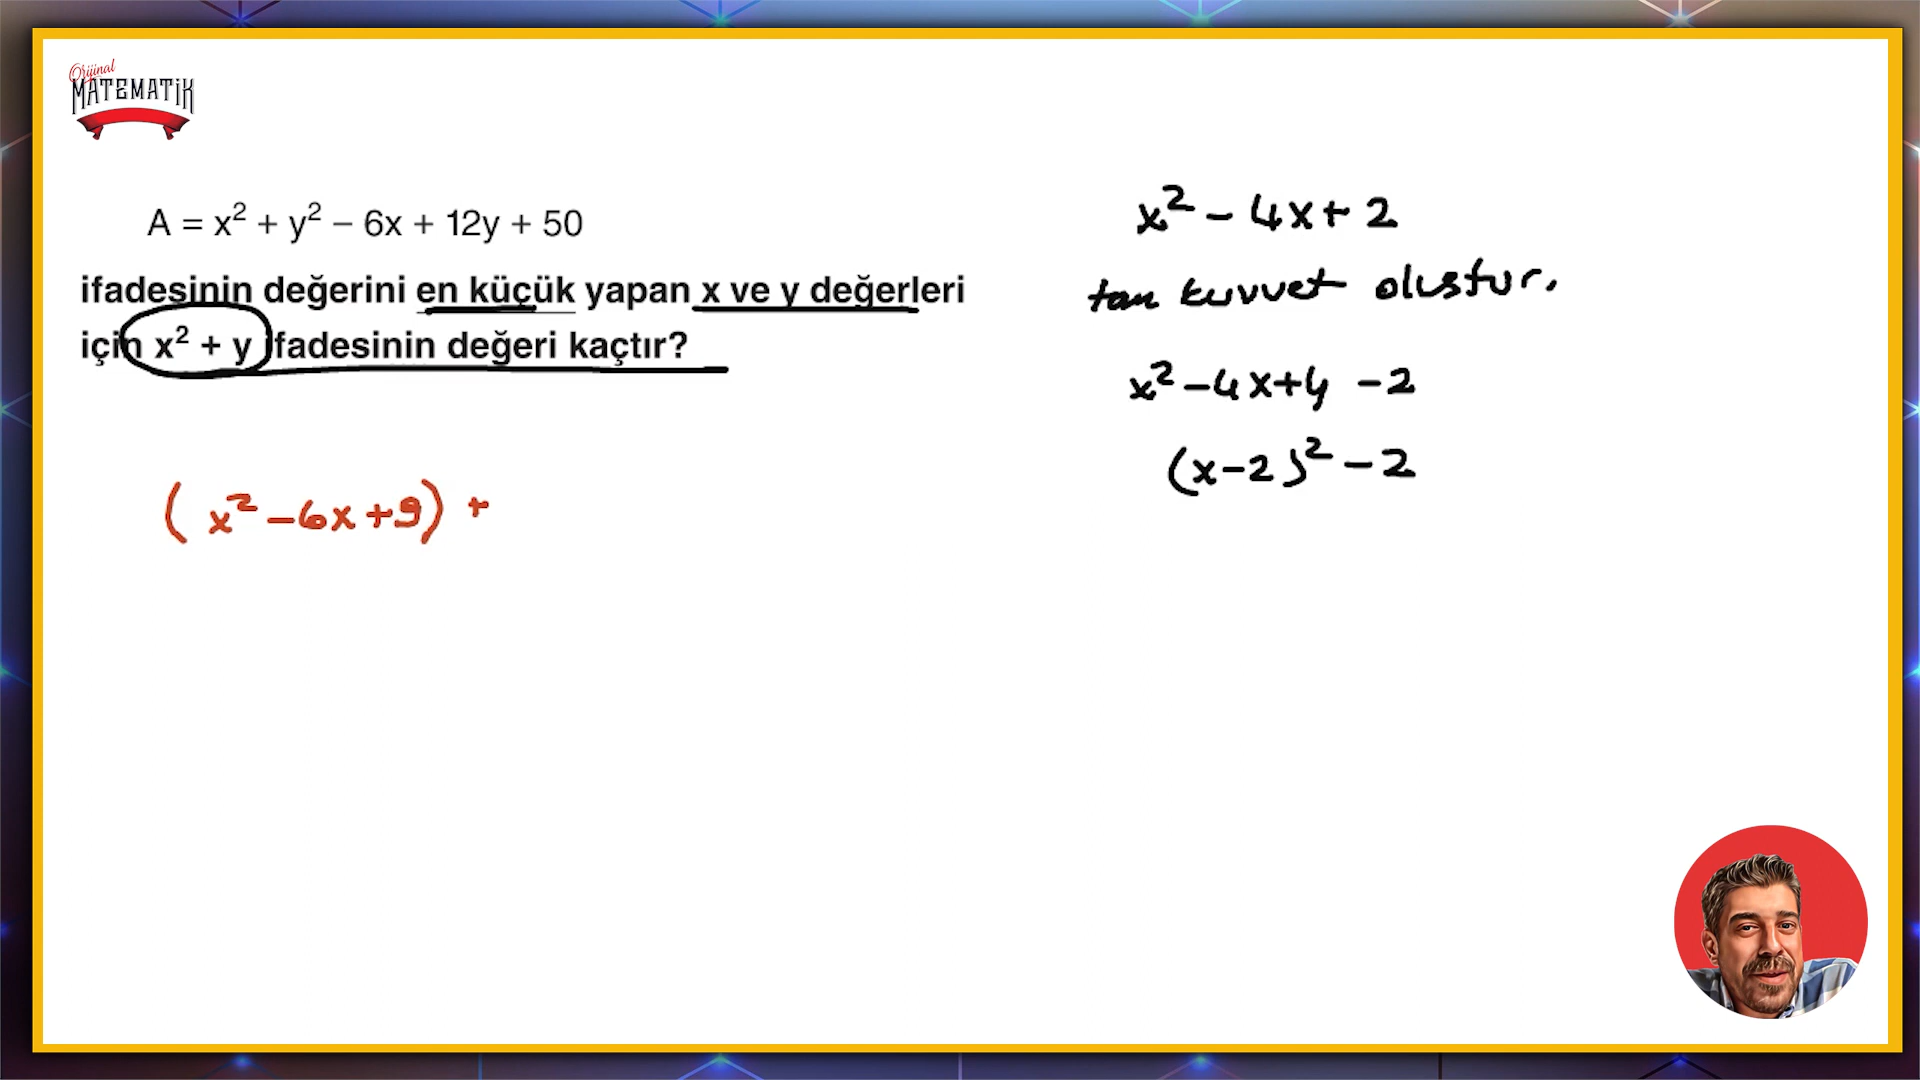 Orijinal
MATEMATİK
A = x² + y² − 6x + 12y + 50
ifadesinin değerini en küçük yapan x ve y değerleri
için x² + y ifadesinin değeri kaçtır?
(x² − 6x + 9) +
x² − 4x + 2
tam kuvvet oluştur.
x² − 4x + 4 − 2
(x − 2)² − 2